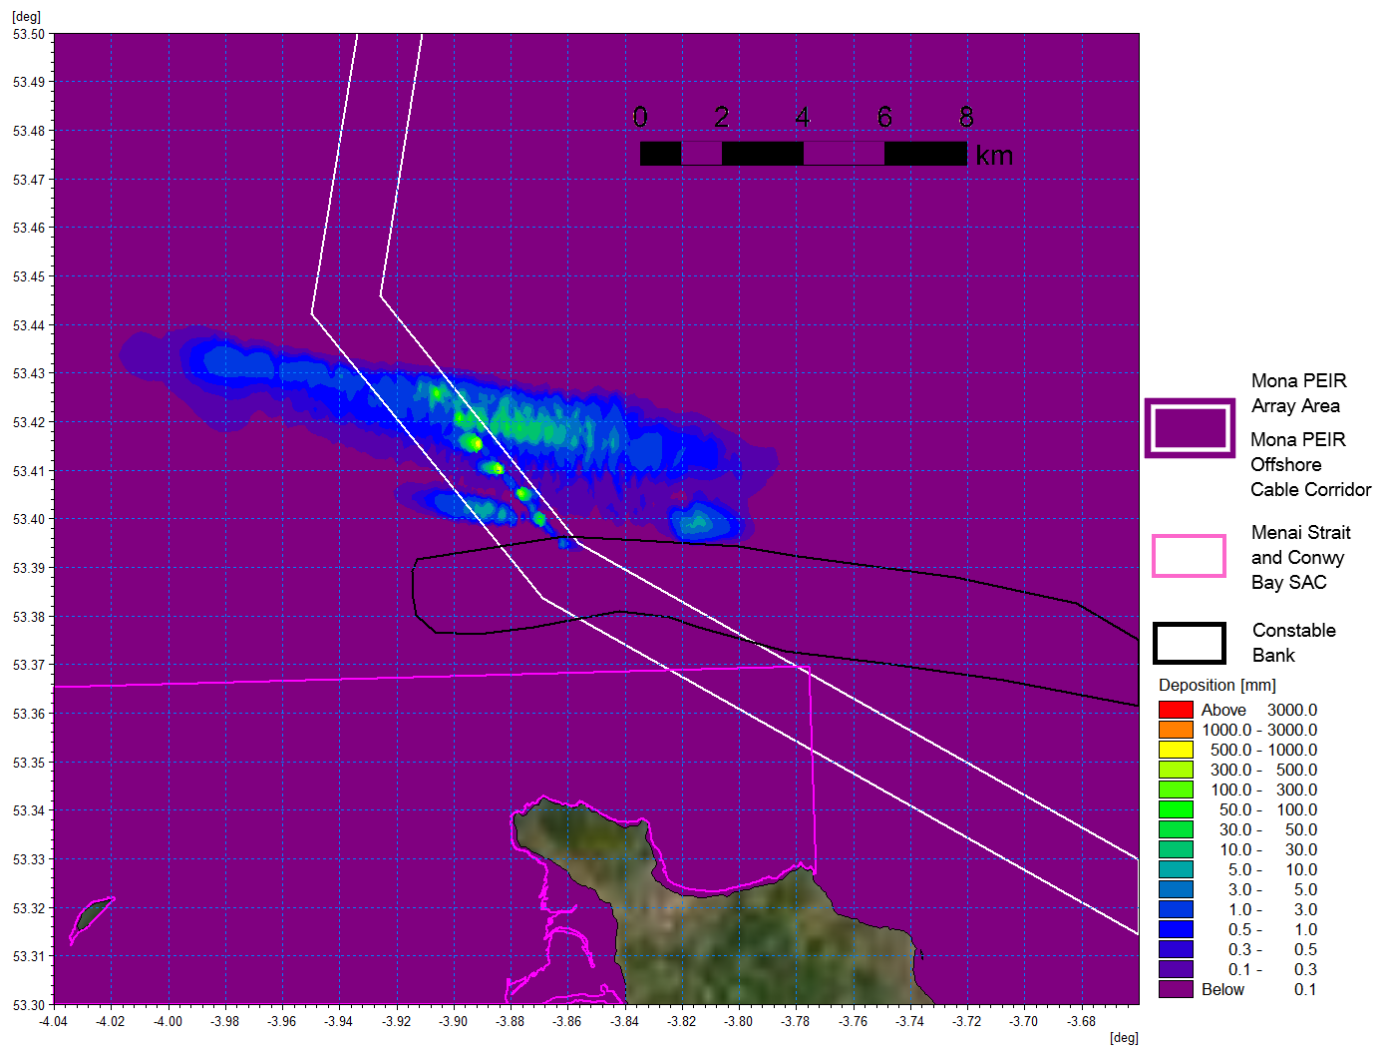 [deg]
53.50
53.49
53.48
53.47
53.46
53.45
53.44
53.43
53.42
53.41
53.40
53.39
53.38
53.37
53.36
53.35
53.34
53.33
53.32
53.31
53.30
0 2 4 6 8
km
-4.04 -4.02 -4.00 -3.98 -3.96 -3.94 -3.92 -3.90 -3.88 -3.86 -3.84 -3.82 -3.80 -3.78 -3.76 -3.74 -3.72 -3.70 -3.68
[deg]
Mona PEIR
Array Area
Mona PEIR
Offshore
Cable Corridor
Menai Strait
and Conwy
Bay SAC
Constable
Bank
Deposition [mm]
Above 3000.0
1000.0 - 3000.0
500.0 - 1000.0
300.0 - 500.0
100.0 - 300.0
50.0 - 100.0
30.0 - 50.0
10.0 - 30.0
5.0 - 10.0
3.0 - 5.0
1.0 - 3.0
0.5 - 1.0
0.3 - 0.5
0.1 - 0.3
Below 0.1